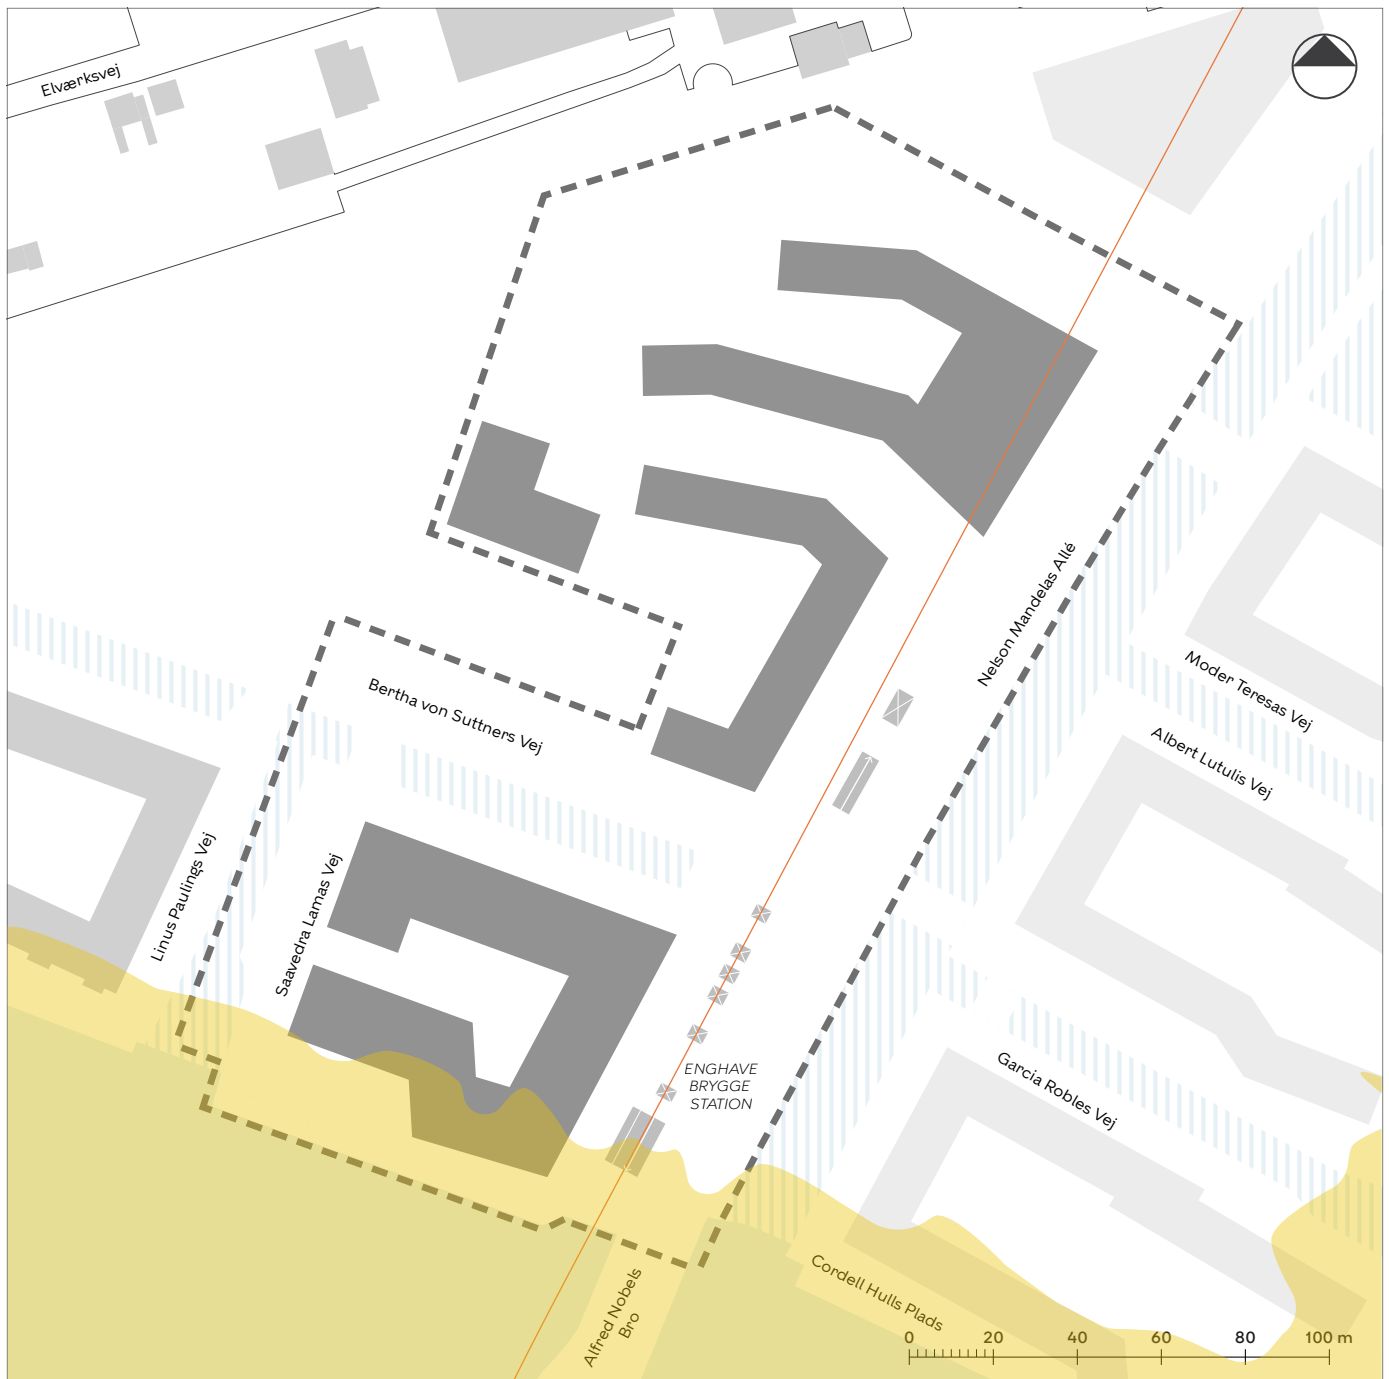 Elværksvej
Nelson Mandelas Allé
Moder Teresas Vej
Bertha von Suttners Vej
Albert Lutulis Vej
Linus Paulings Vej
Saavedra Lamas Vej
ENGHAVE
BRYGGE
STATION
Garcia Robles Vej
Cordell Hulls Plads
Alfred Nobels
Bro
0 20 40 60 80 100 m